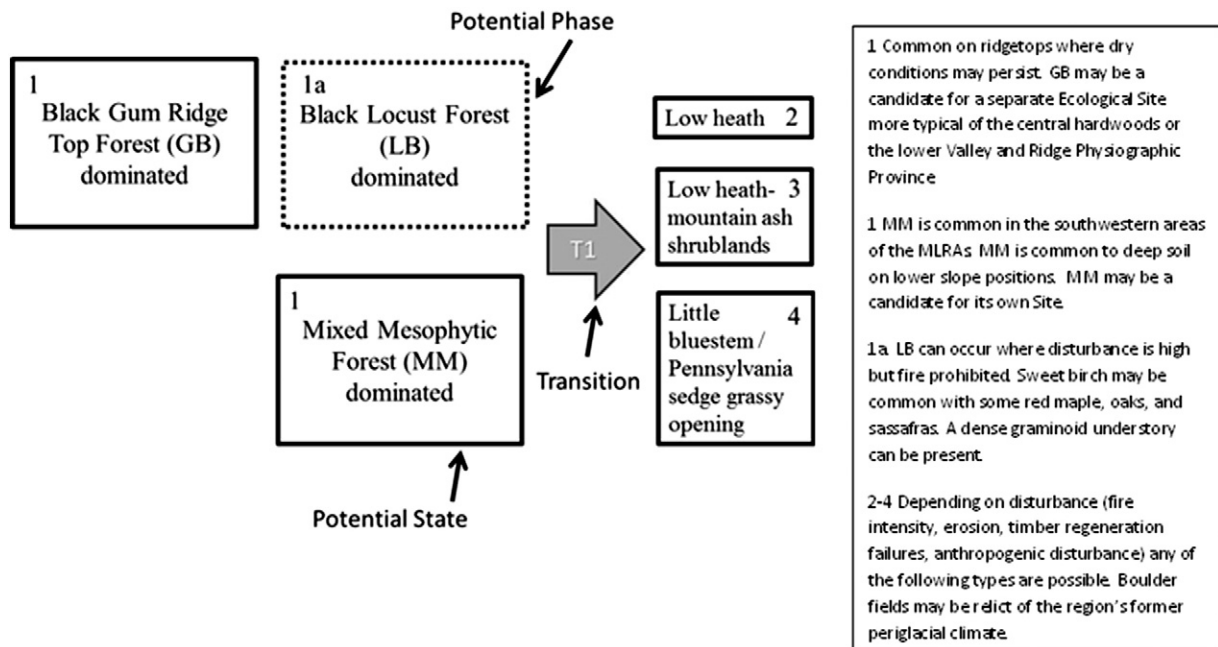 Potential Phase
1
Black Gum Ridge
Top Forest (GB)
dominated
1a
Black Locust Forest
(LB)
dominated
1
Mixed Mesophytic
Forest (MM)
dominated
Potential State
T1
Transition
Low heath 2
Low heath- 3
mountain ash
shrublands
Little 4
bluestem /
Pennsylvania
sedge grassy
opening
1 Common on ridgetops where dry
conditions may persist. GB may be a
candidate for a separate Ecological Site
more typical of the central hardwoods or
the lower Valley and Ridge Physiographic
Province
1 MM is common in the southwestern areas
of the MLRAs. MM is common to deep soil
on lower slope positions. MM may be a
candidate for its own Site.
1a. LB can occur where disturbance is high
but fire prohibited. Sweet birch may be
common with some red maple, oaks, and
sassafras. A dense graminoid understory
can be present.
2-4 Depending on disturbance (fire
intensity, erosion, timber regeneration
failures, anthropogenic disturbance) any of
the following types are possible. Boulder
fields may be relict of the region's former
periglacial climate.